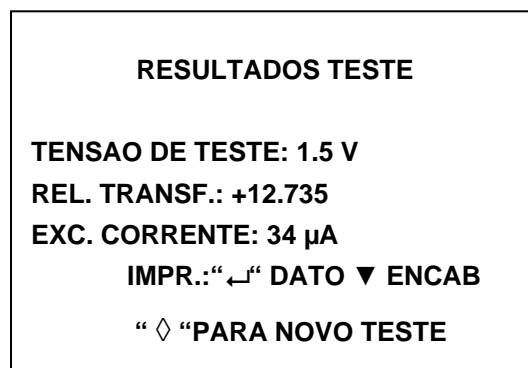 RESULTADOS TESTE
TENSAO DE TESTE: 1.5 V
REL. TRANSF.: +12.735
EXC. CORRENTE: 34 µA
IMPR.:“↵“ DATO ▼ ENCAB
“ ◊ “PARA NOVO TESTE